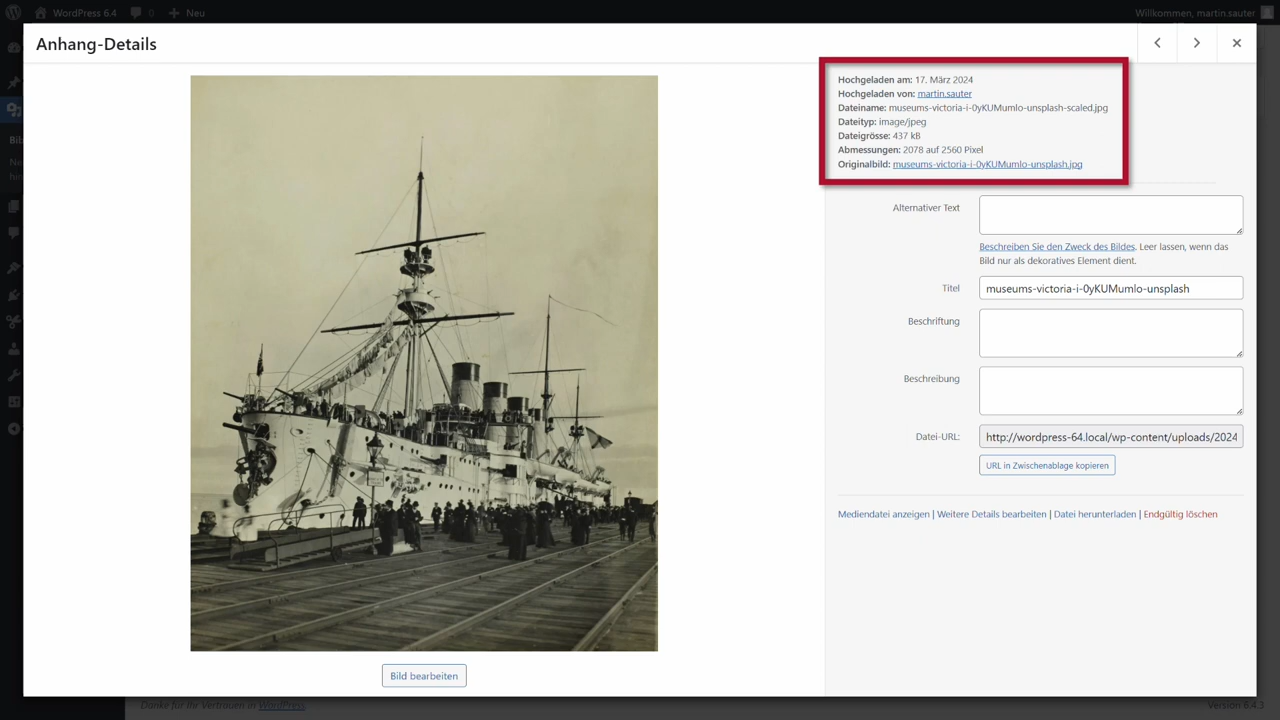 WordPress 6.4
0
Neu
Willkommen, martin.sauter
Anhang-Details
Hochgeladen am: 17. März 2024
Hochgeladen von: martin.sauter
Dateiname: museums-victoria-i-0yKUMumlo-unsplash-scaled.jpg
Dateityp: image/jpeg
Dateigrösse: 437 kB
Abmessungen: 2078 auf 2560 Pixel
Originalbild: museums-victoria-i-0yKUMumlo-unsplash.jpg
Alternativer Text
Beschreiben Sie den Zweck des Bildes. Leer lassen, wenn das
Bild nur als dekoratives Element dient.
Titel
museums-victoria-i-0yKUMumlo-unsplash
Beschriftung
Beschreibung
Datei-URL:
http://wordpress-64.local/wp-content/uploads/2024
URL in Zwischenablage kopieren
Mediendatei anzeigen | Weitere Details bearbeiten | Datei herunterladen | Endgültig löschen
Bild bearbeiten
Danke für Ihr Vertrauen in WordPress.
Version 6.4.3